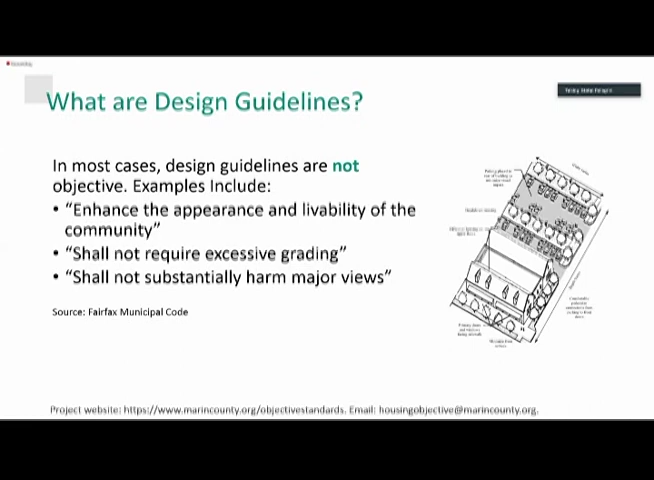 What are Design Guidelines?
In most cases, design guidelines are not
objective. Examples Include:
• “Enhance the appearance and livability of the
community”
• “Shall not require excessive grading”
• “Shall not substantially harm major views”
Source: Fairfax Municipal Code
Project website: https://www.marincounty.org/objectivestandards. Email: housingobjective@marincounty.org.